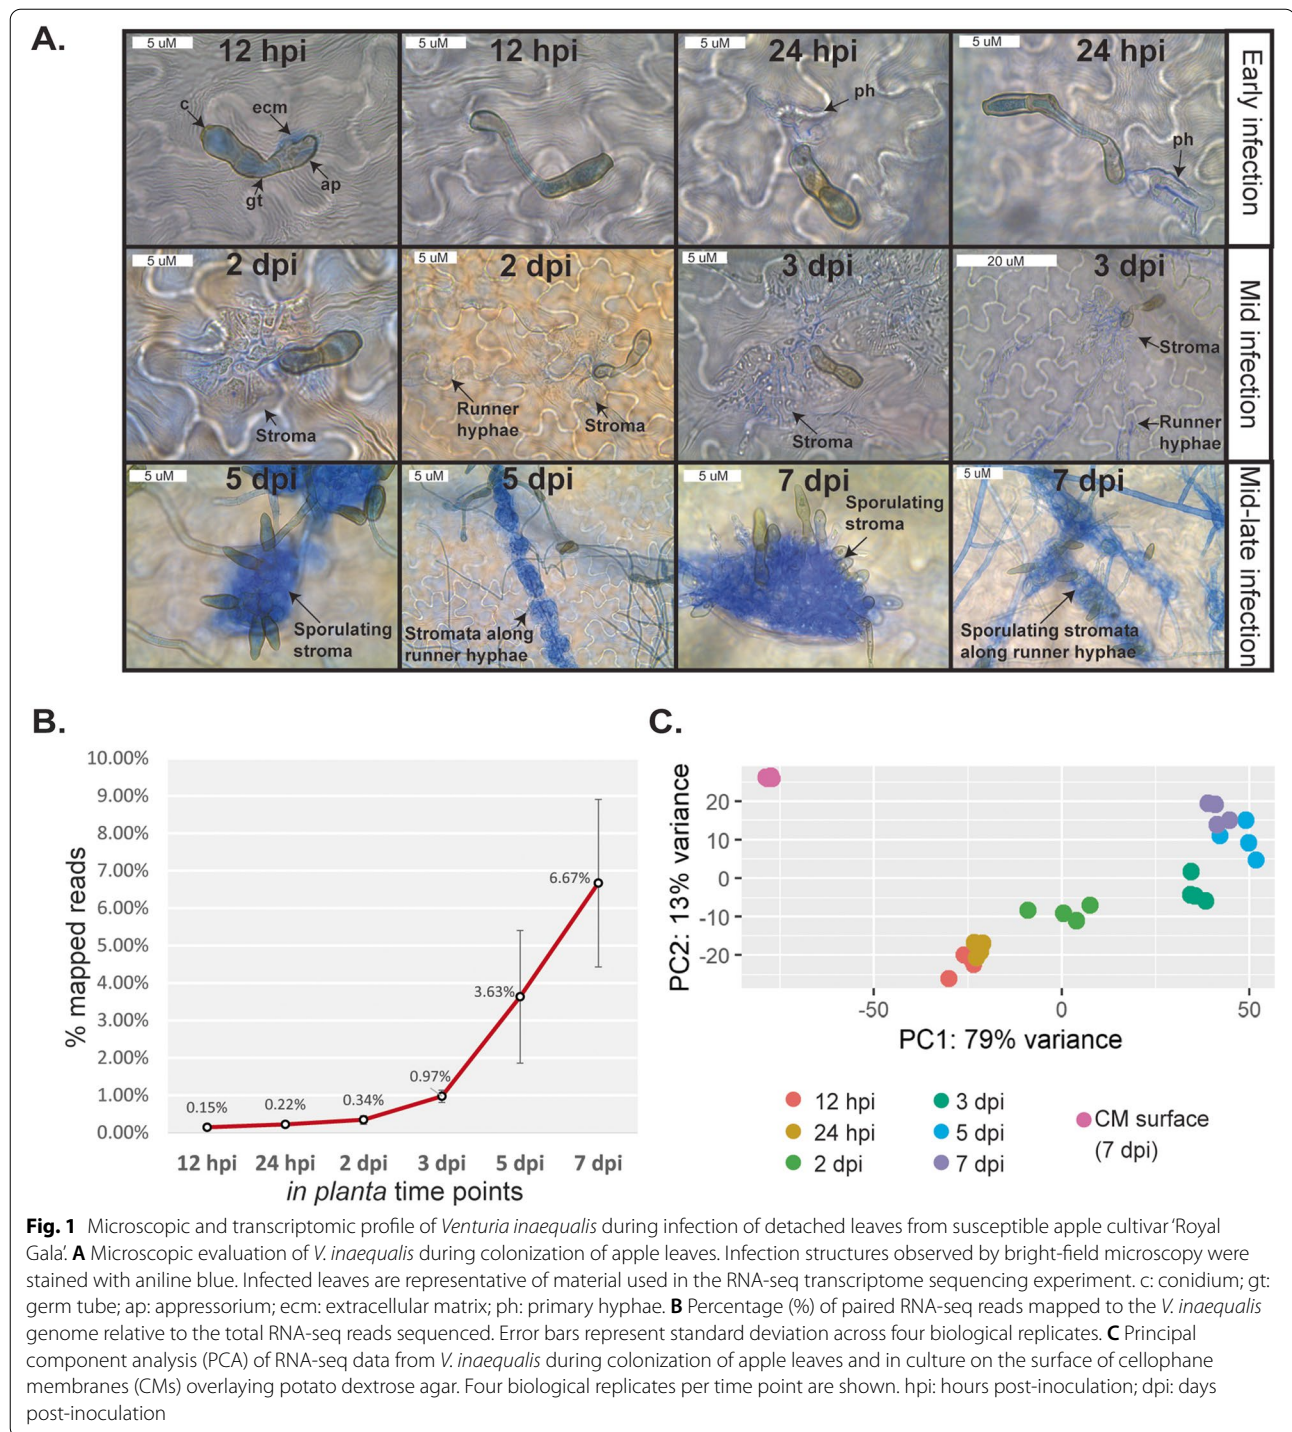 A.
5 uM
12 hpi
c
ecm
gt
ap
5 uM
12 hpi
5 uM
24 hpi
ph
5 uM
24 hpi
ph
Early infection
5 uM
2 dpi
Stroma
5 uM
2 dpi
Runner
hyphae
Stroma
5 uM
3 dpi
Stroma
20 uM
3 dpi
Stroma
Runner
hyphae
Mid infection
5 uM
5 dpi
Sporulating
stroma
5 uM
5 dpi
Stromata along
runner hyphae
5 uM
7 dpi
Sporulating
stroma
5 uM
7 dpi
Sporulating stromata
along runner hyphae
Mid-late infection
B.
% mapped reads
10.00%
9.00%
8.00%
7.00%
6.00%
5.00%
4.00%
3.00%
2.00%
1.00%
0.00%
0.15%
0.22%
0.34%
0.97%
3.63%
6.67%
12 hpi 24 hpi 2 dpi 3 dpi 5 dpi 7 dpi
in planta time points
C.
PC2: 13% variance
20
10
0
-10
-20
-50 0 50
PC1: 79% variance
12 hpi
24 hpi
2 dpi
3 dpi
5 dpi
7 dpi
CM surface
(7 dpi)
Fig. 1 Microscopic and transcriptomic profile of Venturia inaequalis during infection of detached leaves from susceptible apple cultivar ‘Royal
Gala’. A Microscopic evaluation of V. inaequalis during colonization of apple leaves. Infection structures observed by bright-field microscopy were
stained with aniline blue. Infected leaves are representative of material used in the RNA-seq transcriptome sequencing experiment. c: conidium; gt:
germ tube; ap: appressorium; ecm: extracellular matrix; ph: primary hyphae. B Percentage (%) of paired RNA-seq reads mapped to the V. inaequalis
genome relative to the total RNA-seq reads sequenced. Error bars represent standard deviation across four biological replicates. C Principal
component analysis (PCA) of RNA-seq data from V. inaequalis during colonization of apple leaves and in culture on the surface of cellophane
membranes (CMs) overlaying potato dextrose agar. Four biological replicates per time point are shown. hpi: hours post-inoculation; dpi: days
post-inoculation